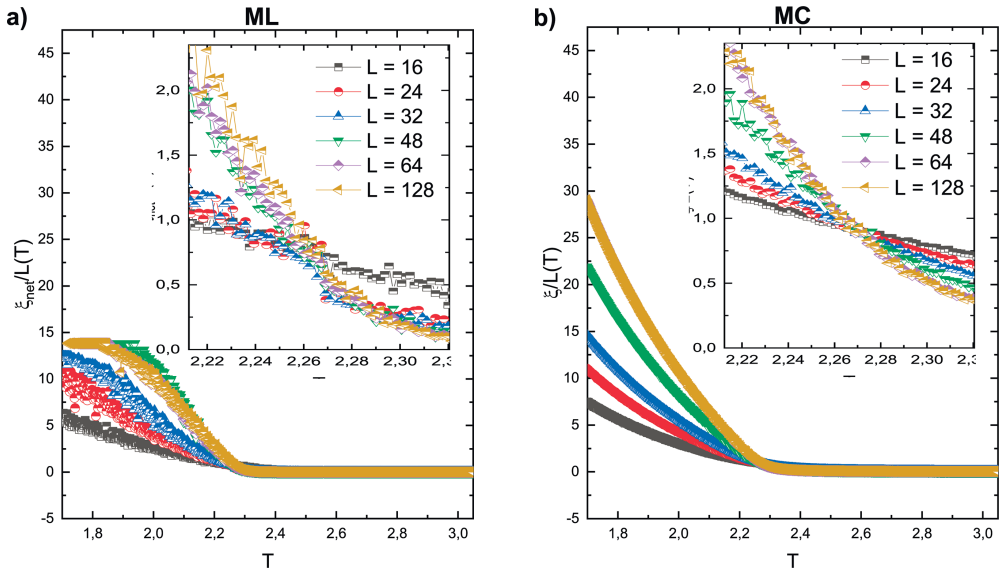 a)
ML
45
40
35
30
25
20
15
10
5
0
-5
ξnet/L(T)
1,8
2,0
2,2
2,4
2,6
2,8
3,0
T
2,0
1,5
1,0
0,5
0,0
2,22
2,24
2,26
2,28
2,30
L = 16
L = 24
L = 32
L = 48
L = 64
L = 128
b)
MC
45
40
35
30
25
20
15
10
5
0
-5
ξ/L(T)
1,8
2,0
2,2
2,4
2,6
2,8
3,0
T
2,0
1,5
1,0
0,5
0,0
2,22
2,24
2,26
2,28
2,30
2,32
L = 16
L = 24
L = 32
L = 48
L = 64
L = 128